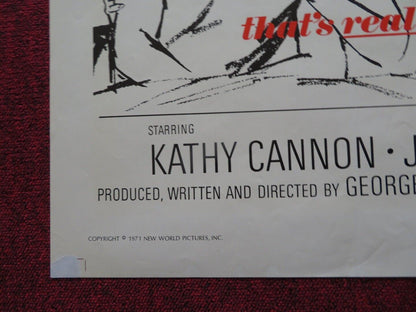 that's real
STARRING
KATHY CANNON · J
PRODUCED, WRITTEN AND DIRECTED BY GEORGE
COPYRIGHT © 1971 NEW WORLD PICTURES, INC.